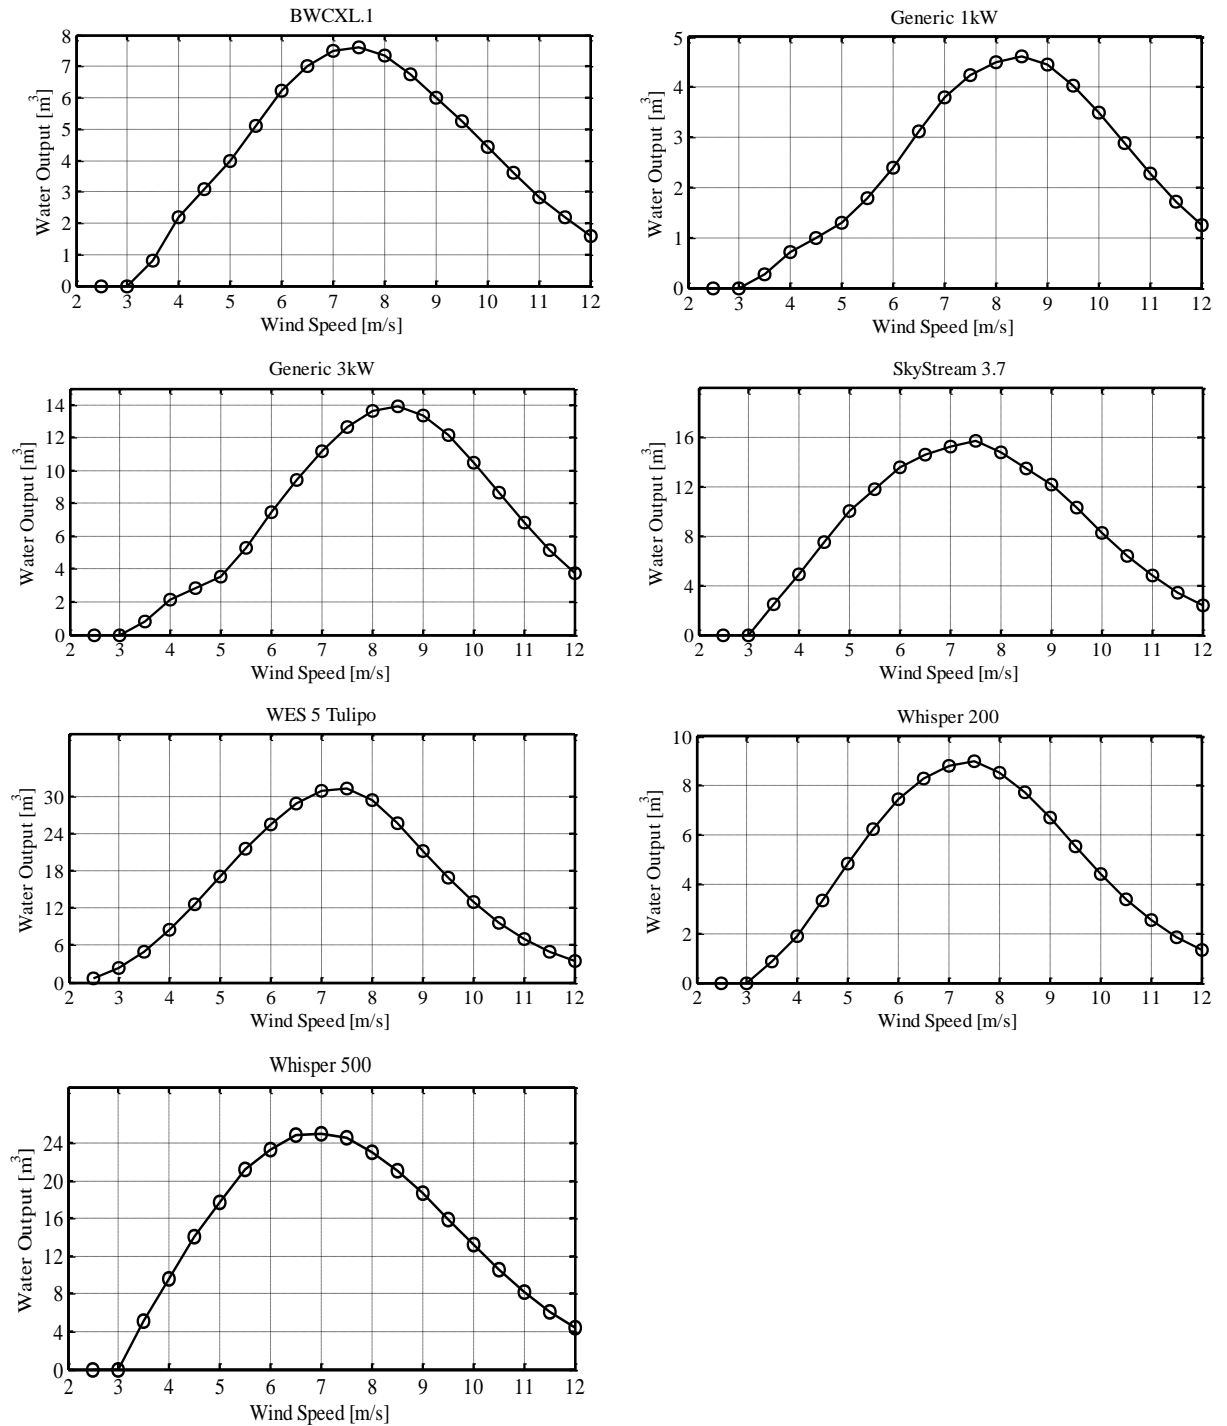 BWCXL.1
8
7
6
5
4
3
2
1
0
Water Output [m³]
2 3 4 5 6 7 8 9 10 11 12
Wind Speed [m/s]
Generic 1kW
5
4
3
2
1
0
Water Output [m³]
2 3 4 5 6 7 8 9 10 11 12
Wind Speed [m/s]
Generic 3kW
14
12
10
8
6
4
2
0
Water Output [m³]
2 3 4 5 6 7 8 9 10 11 12
Wind Speed [m/s]
SkyStream 3.7
16
12
8
4
0
Water Output [m³]
2 3 4 5 6 7 8 9 10 11 12
Wind Speed [m/s]
WES 5 Tulipo
30
24
18
12
6
0
Water Output [m³]
2 3 4 5 6 7 8 9 10 11 12
Wind Speed [m/s]
Whisper 200
10
8
6
4
2
0
Water Output [m³]
2 3 4 5 6 7 8 9 10 11 12
Wind Speed [m/s]
Whisper 500
24
20
16
12
8
4
0
Water Output [m³]
2 3 4 5 6 7 8 9 10 11 12
Wind Speed [m/s]